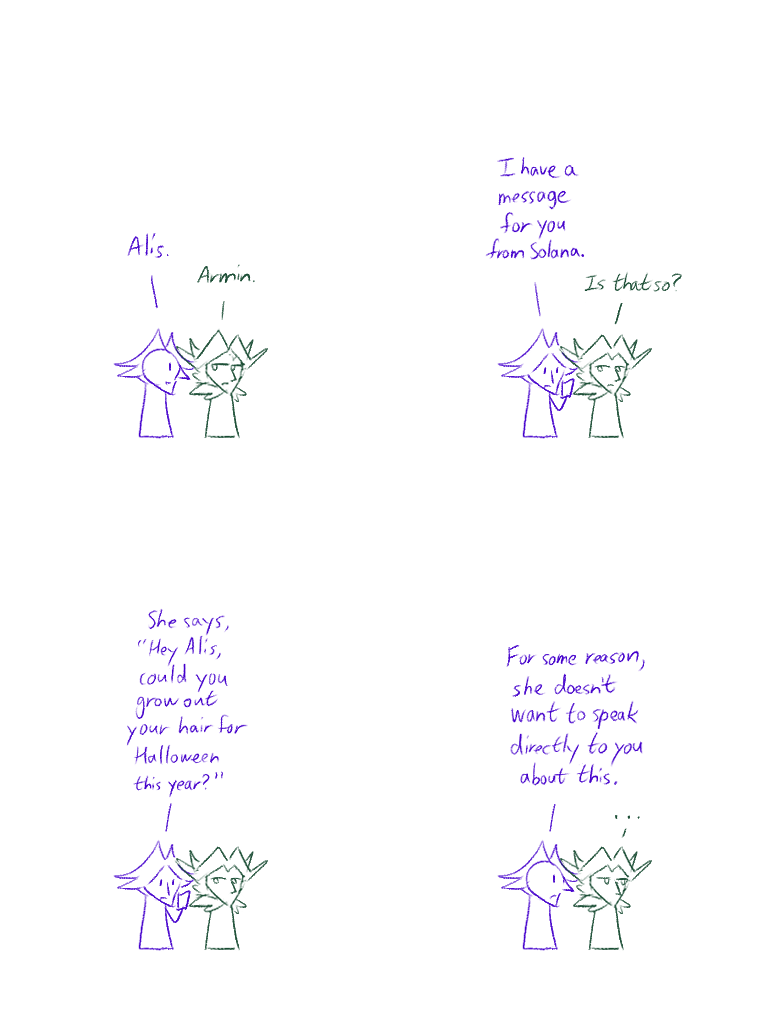 Alis.
Armin.
I have a
message
for you
from Solana.
Is that so?
She says,
"Hey Alis,
could you
grow out
your hair for
Halloween
this year?"
For some reason,
she doesn't
want to speak
directly to you
about this.
...